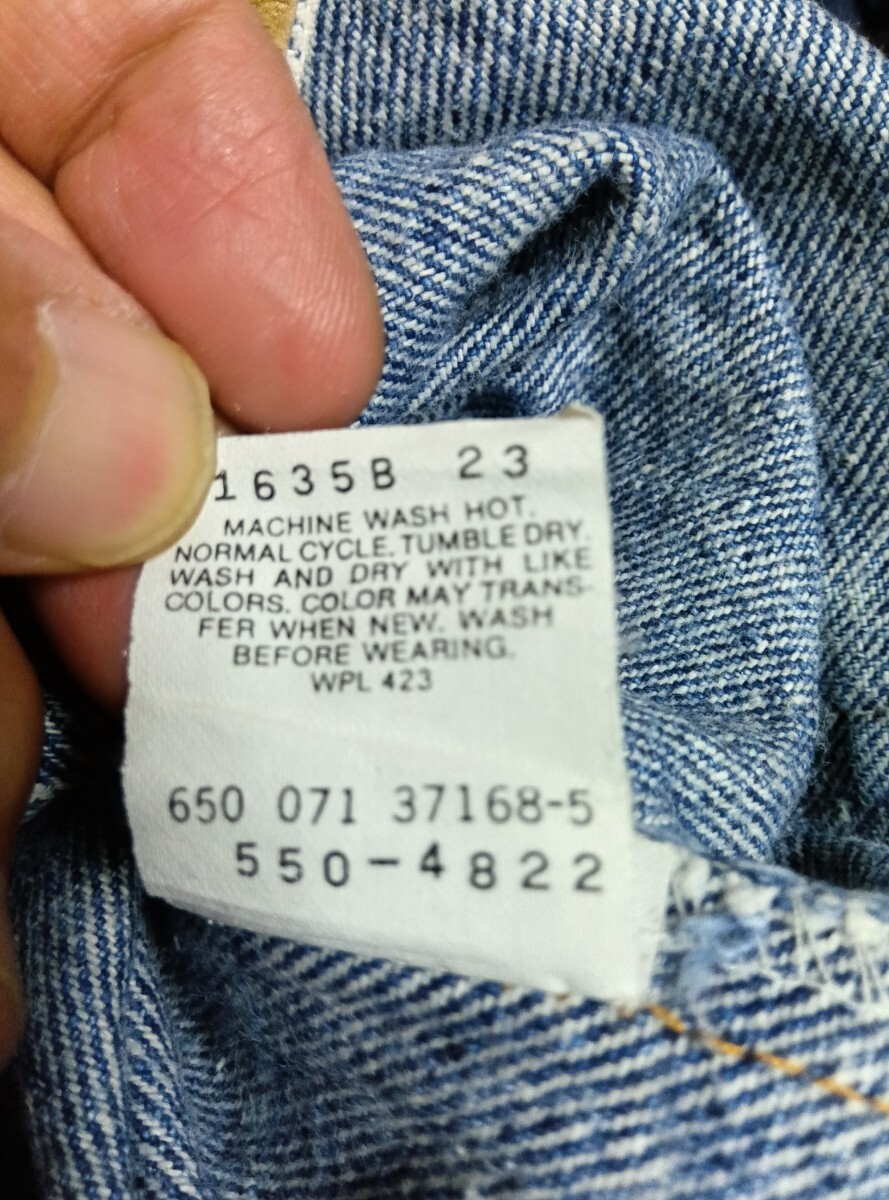 1635B 23
MACHINE WASH HOT.
NORMAL CYCLE. TUMBLE DRY.
WASH AND DRY WITH LIKE
COLORS. COLOR MAY TRANS-
FER WHEN NEW. WASH
BEFORE WEARING.
WPL 423
650 071 37168-5
550-4822